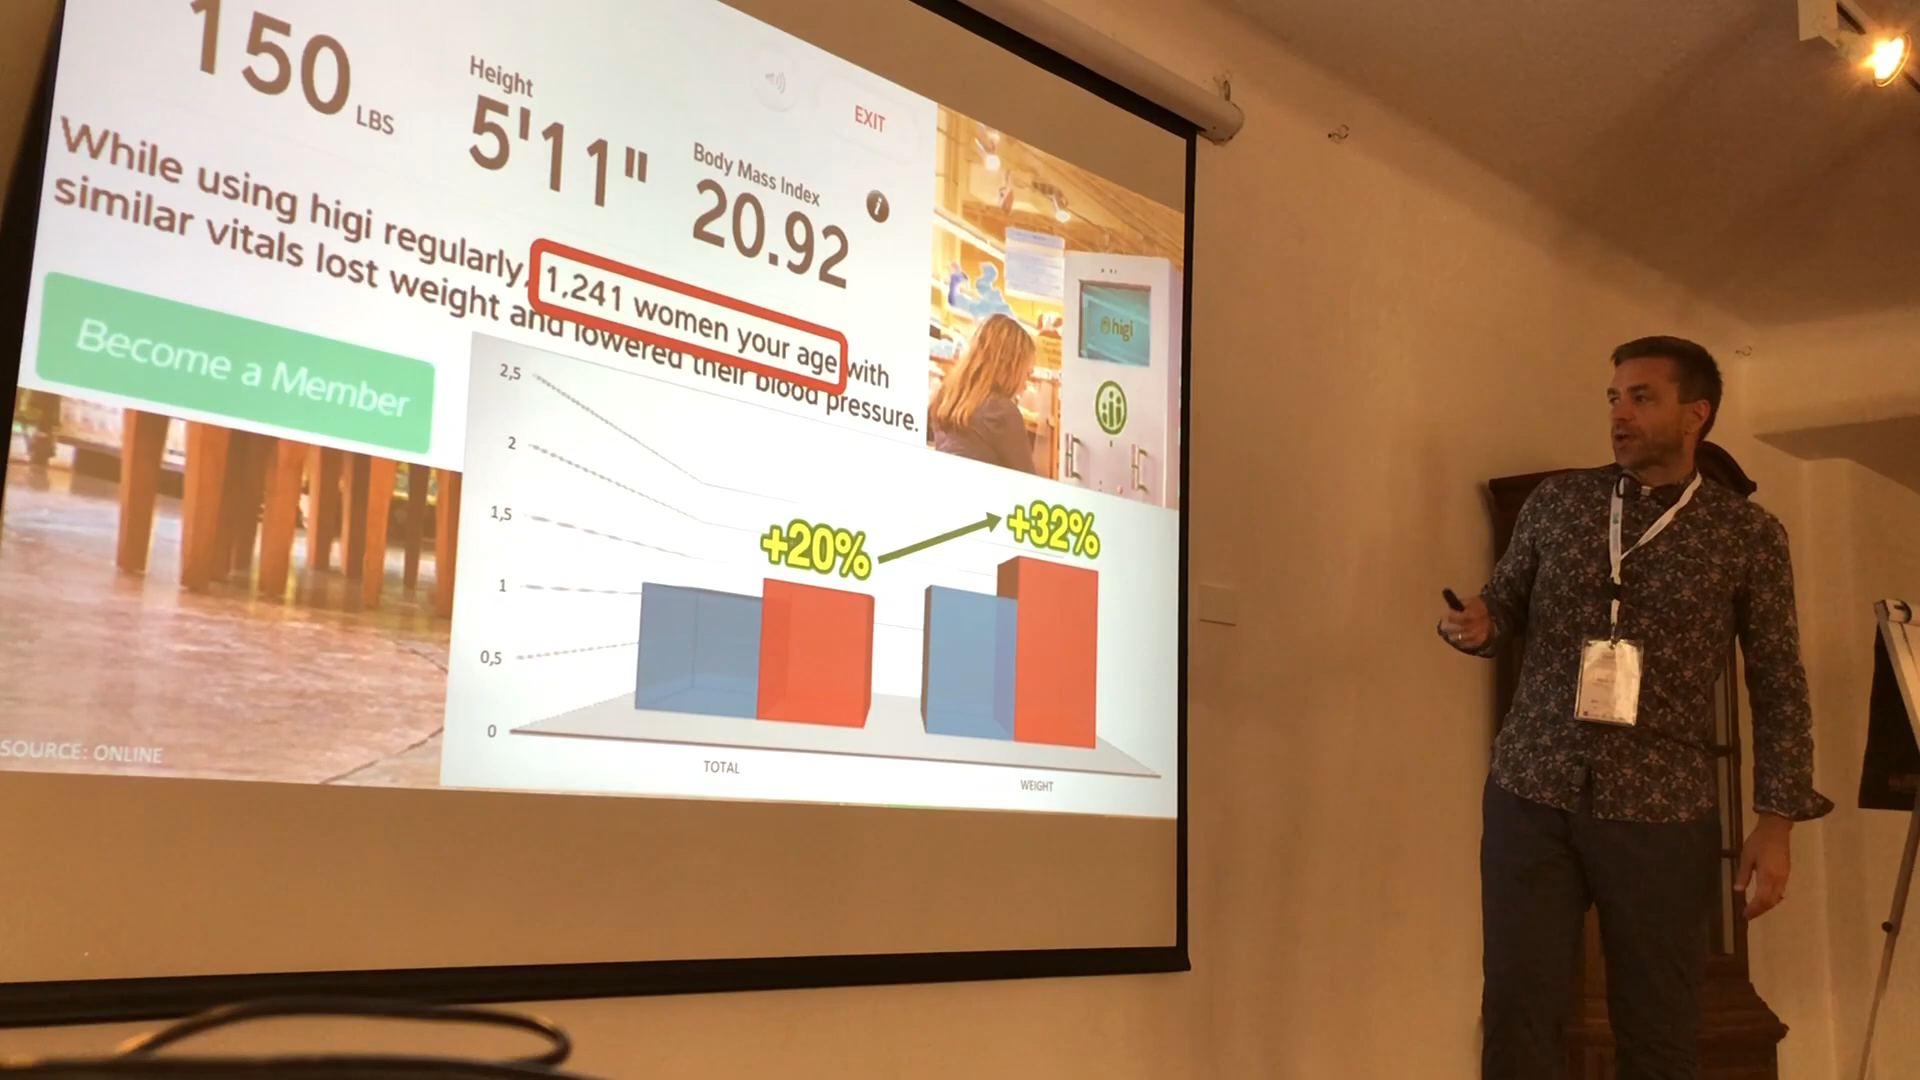 150 LBS
Height
5'11"
Body Mass Index
20.92
i
EXIT
While using higi regularly, 1,241 women your age with
similar vitals lost weight and lowered their blood pressure.
Become a Member
higi
2,5
2
1,5
1
0,5
0
+20%
+32%
TOTAL
WEIGHT
SOURCE: ONLINE